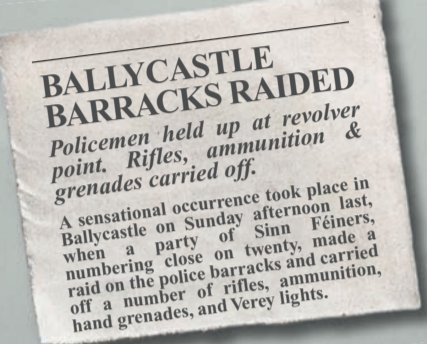 BALLYCASTLE
BARRACKS RAIDED
Policemen held up at revolver
point. Rifles, ammunition &
grenades carried off.
A sensational occurrence took place in
Ballycastle on Sunday afternoon last,
when a party of Sinn Féiners,
numbering close on twenty, made a
raid on the police barracks and carried
off a number of rifles, ammunition,
hand grenades, and Verey lights.